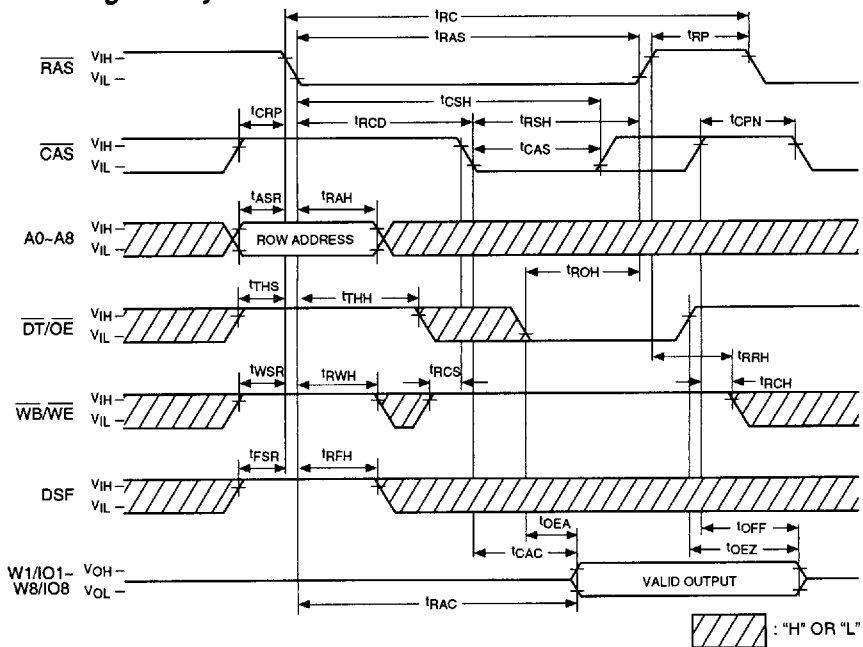 tRC
tRAS
tRP
RAS
VIH
VIL
tCSH
tCRP
tRCD
tRSH
tCPN
CAS
VIH
VIL
tCAS
tASR
tRAH
A0~A8
VIH
VIL
ROW ADDRESS
tROH
tTHS
tTHH
DT/OE
VIH
VIL
tRRH
tWSR
tRWH
tRCS
tRCH
WB/WE
VIH
VIL
tFSR
tRFH
DSF
VIH
VIL
tOEA
tOFF
tCAC
tOEZ
W1/IO1~
W8/IO8
VOH
VOL
VALID OUTPUT
tRAC
: "H" OR "L"